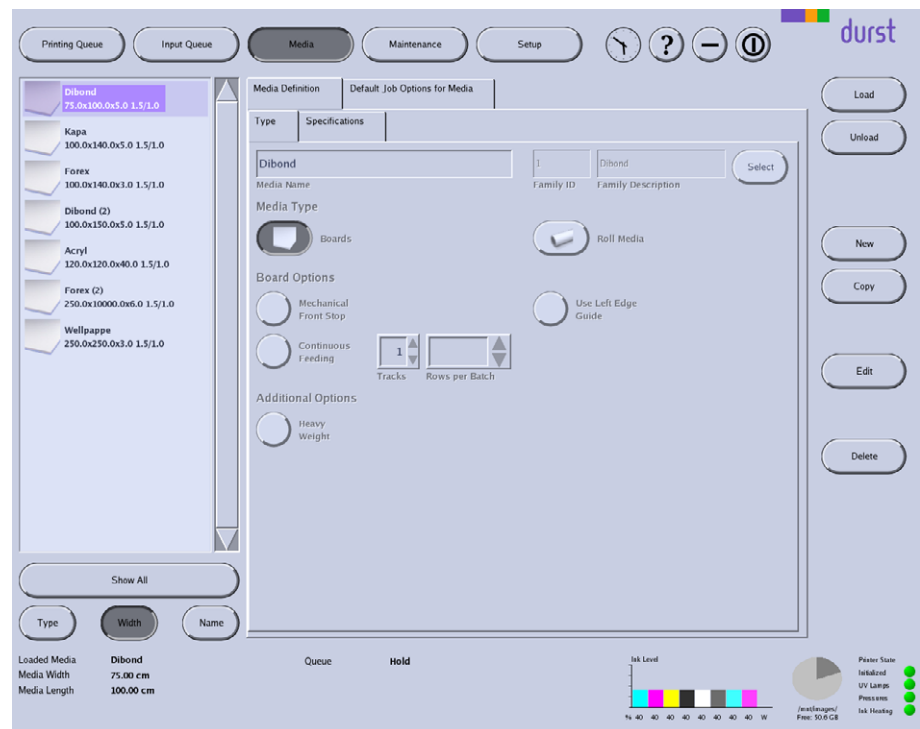 Printing Queue
Input Queue
Media
Maintenance
Setup
?
durst
Dibond
75.0x100.0x5.0 1.5/1.0
Kapa
100.0x140.0x5.0 1.5/1.0
Forex
100.0x140.0x3.0 1.5/1.0
Dibond (2)
100.0x150.0x5.0 1.5/1.0
Acryl
120.0x120.0x40.0 1.5/1.0
Forex (2)
250.0x10000.0x6.0 1.5/1.0
Wellpappe
250.0x250.0x3.0 1.5/1.0
Show All
Type
Width
Name
Media Definition
Default Job Options for Media
Type
Specifications
Dibond
1
Dibond
Select
Media Name
Family ID
Family Description
Media Type
Boards
Roll Media
Board Options
Mechanical
Front Stop
Use Left Edge
Guide
Continuous
Feeding
1
Tracks
Rows per Batch
Additional Options
Heavy
Weight
Load
Unload
New
Copy
Edit
Delete
Loaded Media Dibond
Media Width 75.00 cm
Media Length 100.00 cm
Queue Hold
Ink Level
% 40 40 40 40 40 40 40 40 W
/mnt/images/
Free: 50.6 GB
Printer State
Initialized
UV Lamps
Pressures
Ink Heating